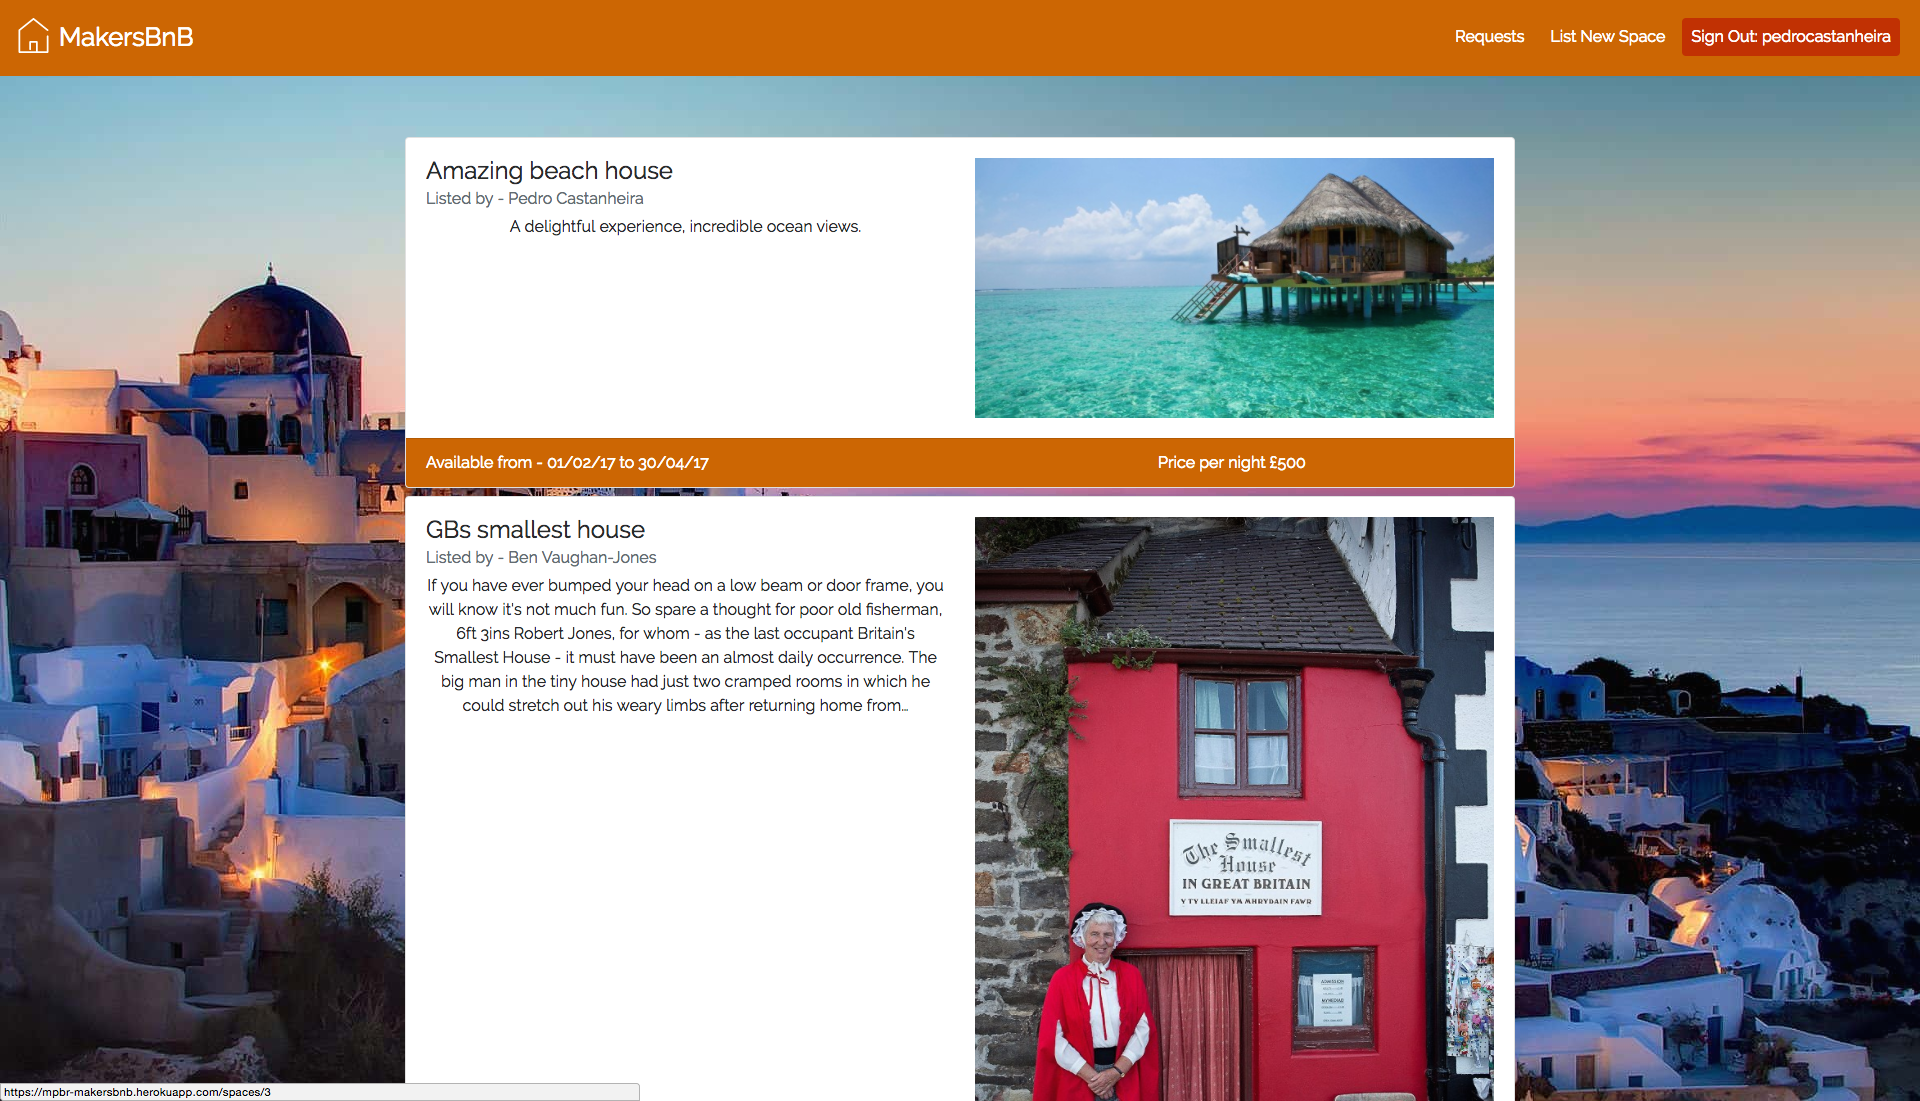 MakersBnB
Requests
List New Space
Sign Out: pedrocastanheira
Amazing beach house
Listed by - Pedro Castanheira
A delightful experience, incredible ocean views.
Available from - 01/02/17 to 30/04/17
Price per night £500
GBs smallest house
Listed by - Ben Vaughan-Jones
If you have ever bumped your head on a low beam or door frame, you
will know it's not much fun. So spare a thought for poor old fisherman,
6ft 3ins Robert Jones, for whom - as the last occupant Britain's
Smallest House - it must have been an almost daily occurrence. The
big man in the tiny house had just two cramped rooms in which he
could stretch out his weary limbs after returning home from...
The Smallest
House
IN GREAT BRITAIN
Y TY LLEIAF YM MHRYDAIN FAWR
ADMISSION
https://mpbr-makersbnb.herokuapp.com/spaces/3